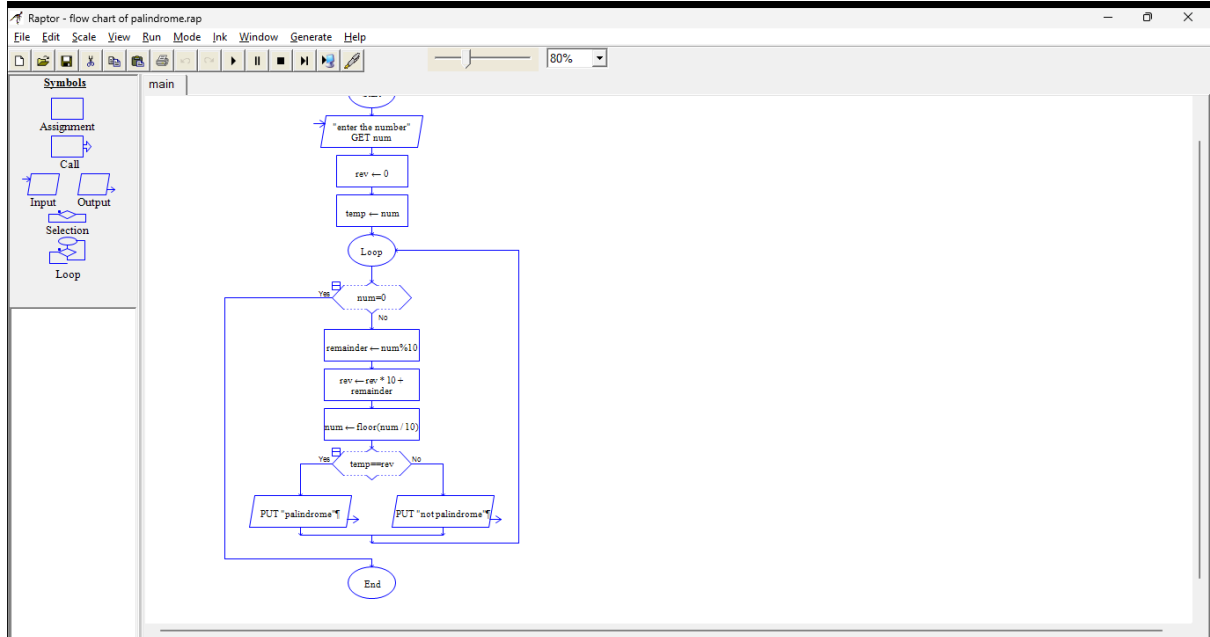 Raptor - flow chart of palindrome.rap
File Edit Scale View Run Mode Ink Window Generate Help
80%
Symbols
main
Assignment
Call
Input Output
Selection
Loop
"enter the number"
GET num
rev ← 0
temp ← num
Loop
Yes
num=0
No
remainder ← num%10
rev ← rev * 10 +
remainder
num ← floor(num / 10)
Yes
temp==rev
No
PUT "palindrome"¶
PUT "not palindrome"¶
End